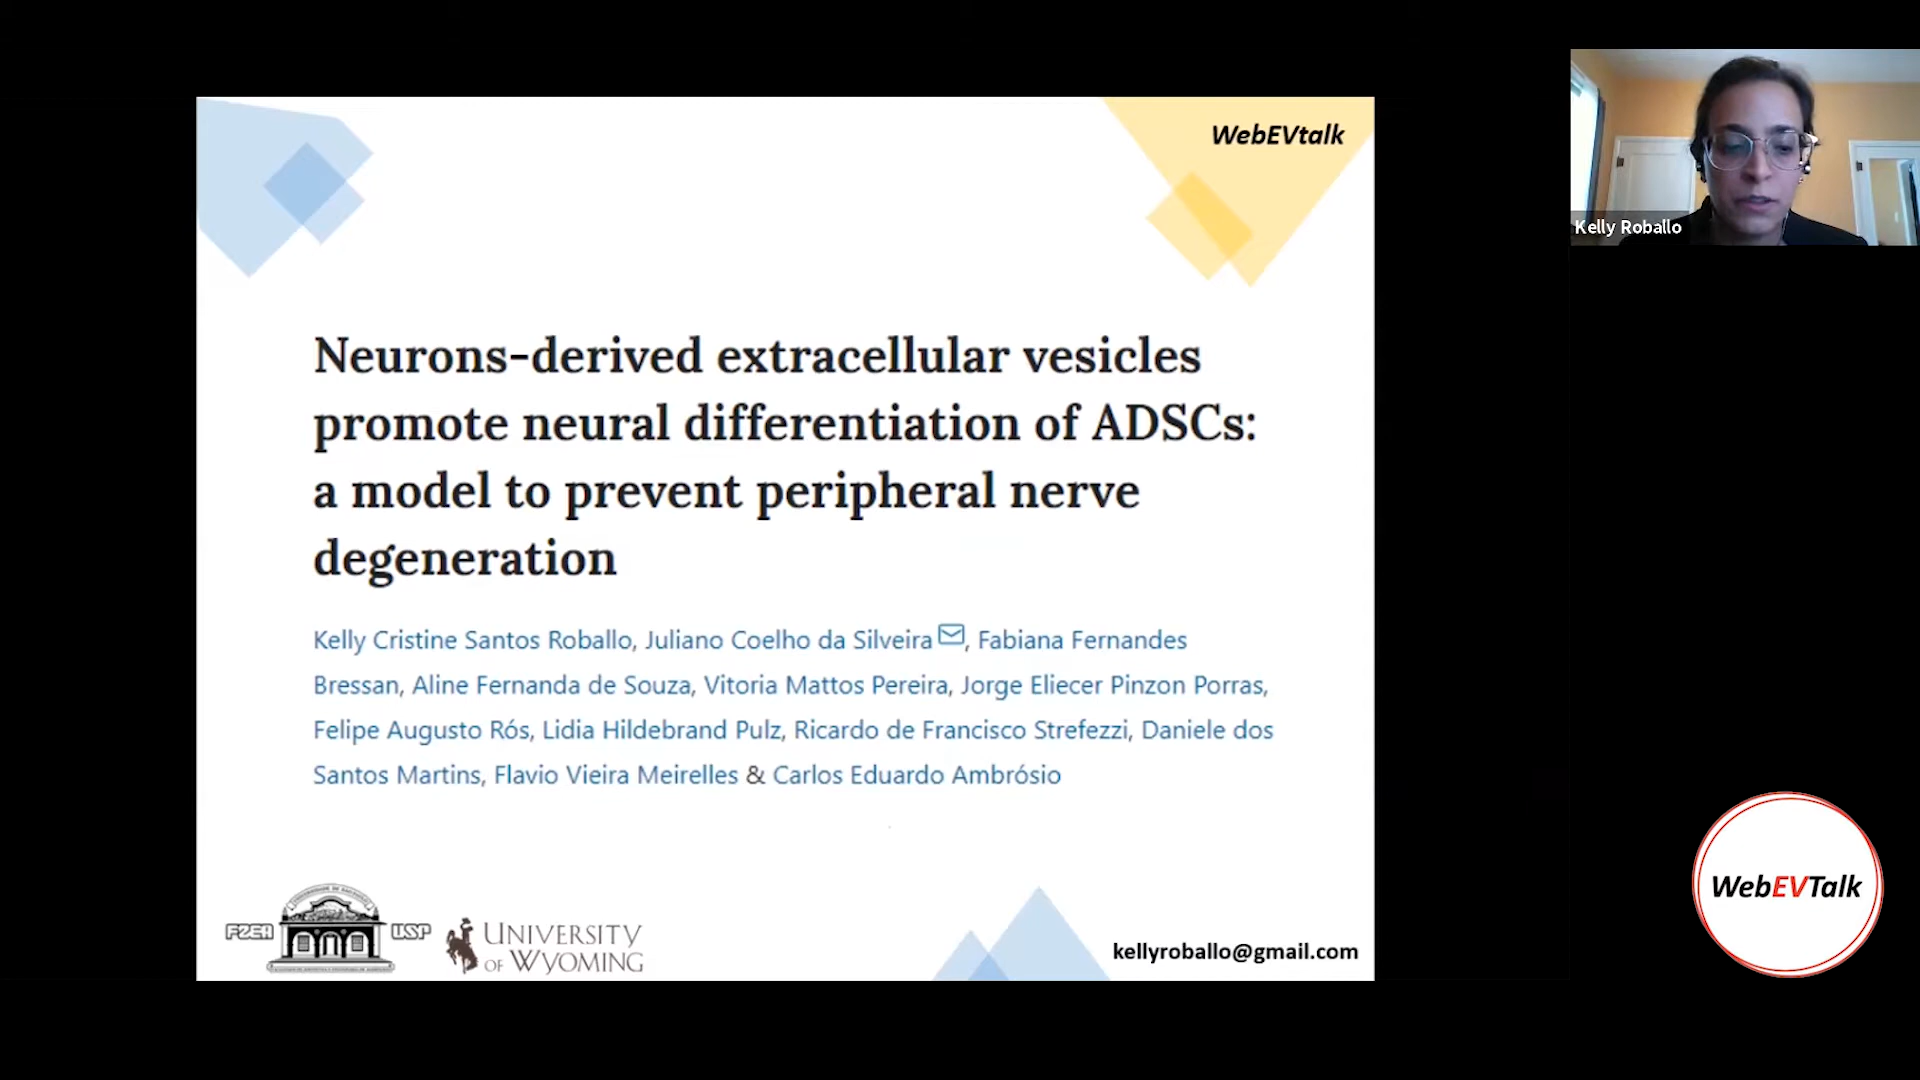 WebEVtalk
Kelly Roballo
Neurons-derived extracellular vesicles
promote neural differentiation of ADSCs:
a model to prevent peripheral nerve
degeneration
Kelly Cristine Santos Roballo, Juliano Coelho da Silveira, Fabiana Fernandes
Bressan, Aline Fernanda de Souza, Vitoria Mattos Pereira, Jorge Eliecer Pinzon Porras,
Felipe Augusto Rós, Lidia Hildebrand Pulz, Ricardo de Francisco Strefezzi, Daniele dos
Santos Martins, Flavio Vieira Meirelles & Carlos Eduardo Ambrósio
WebEVTalk
FZEA USP
UNIVERSITY
OF WYOMING
kellyroballo@gmail.com